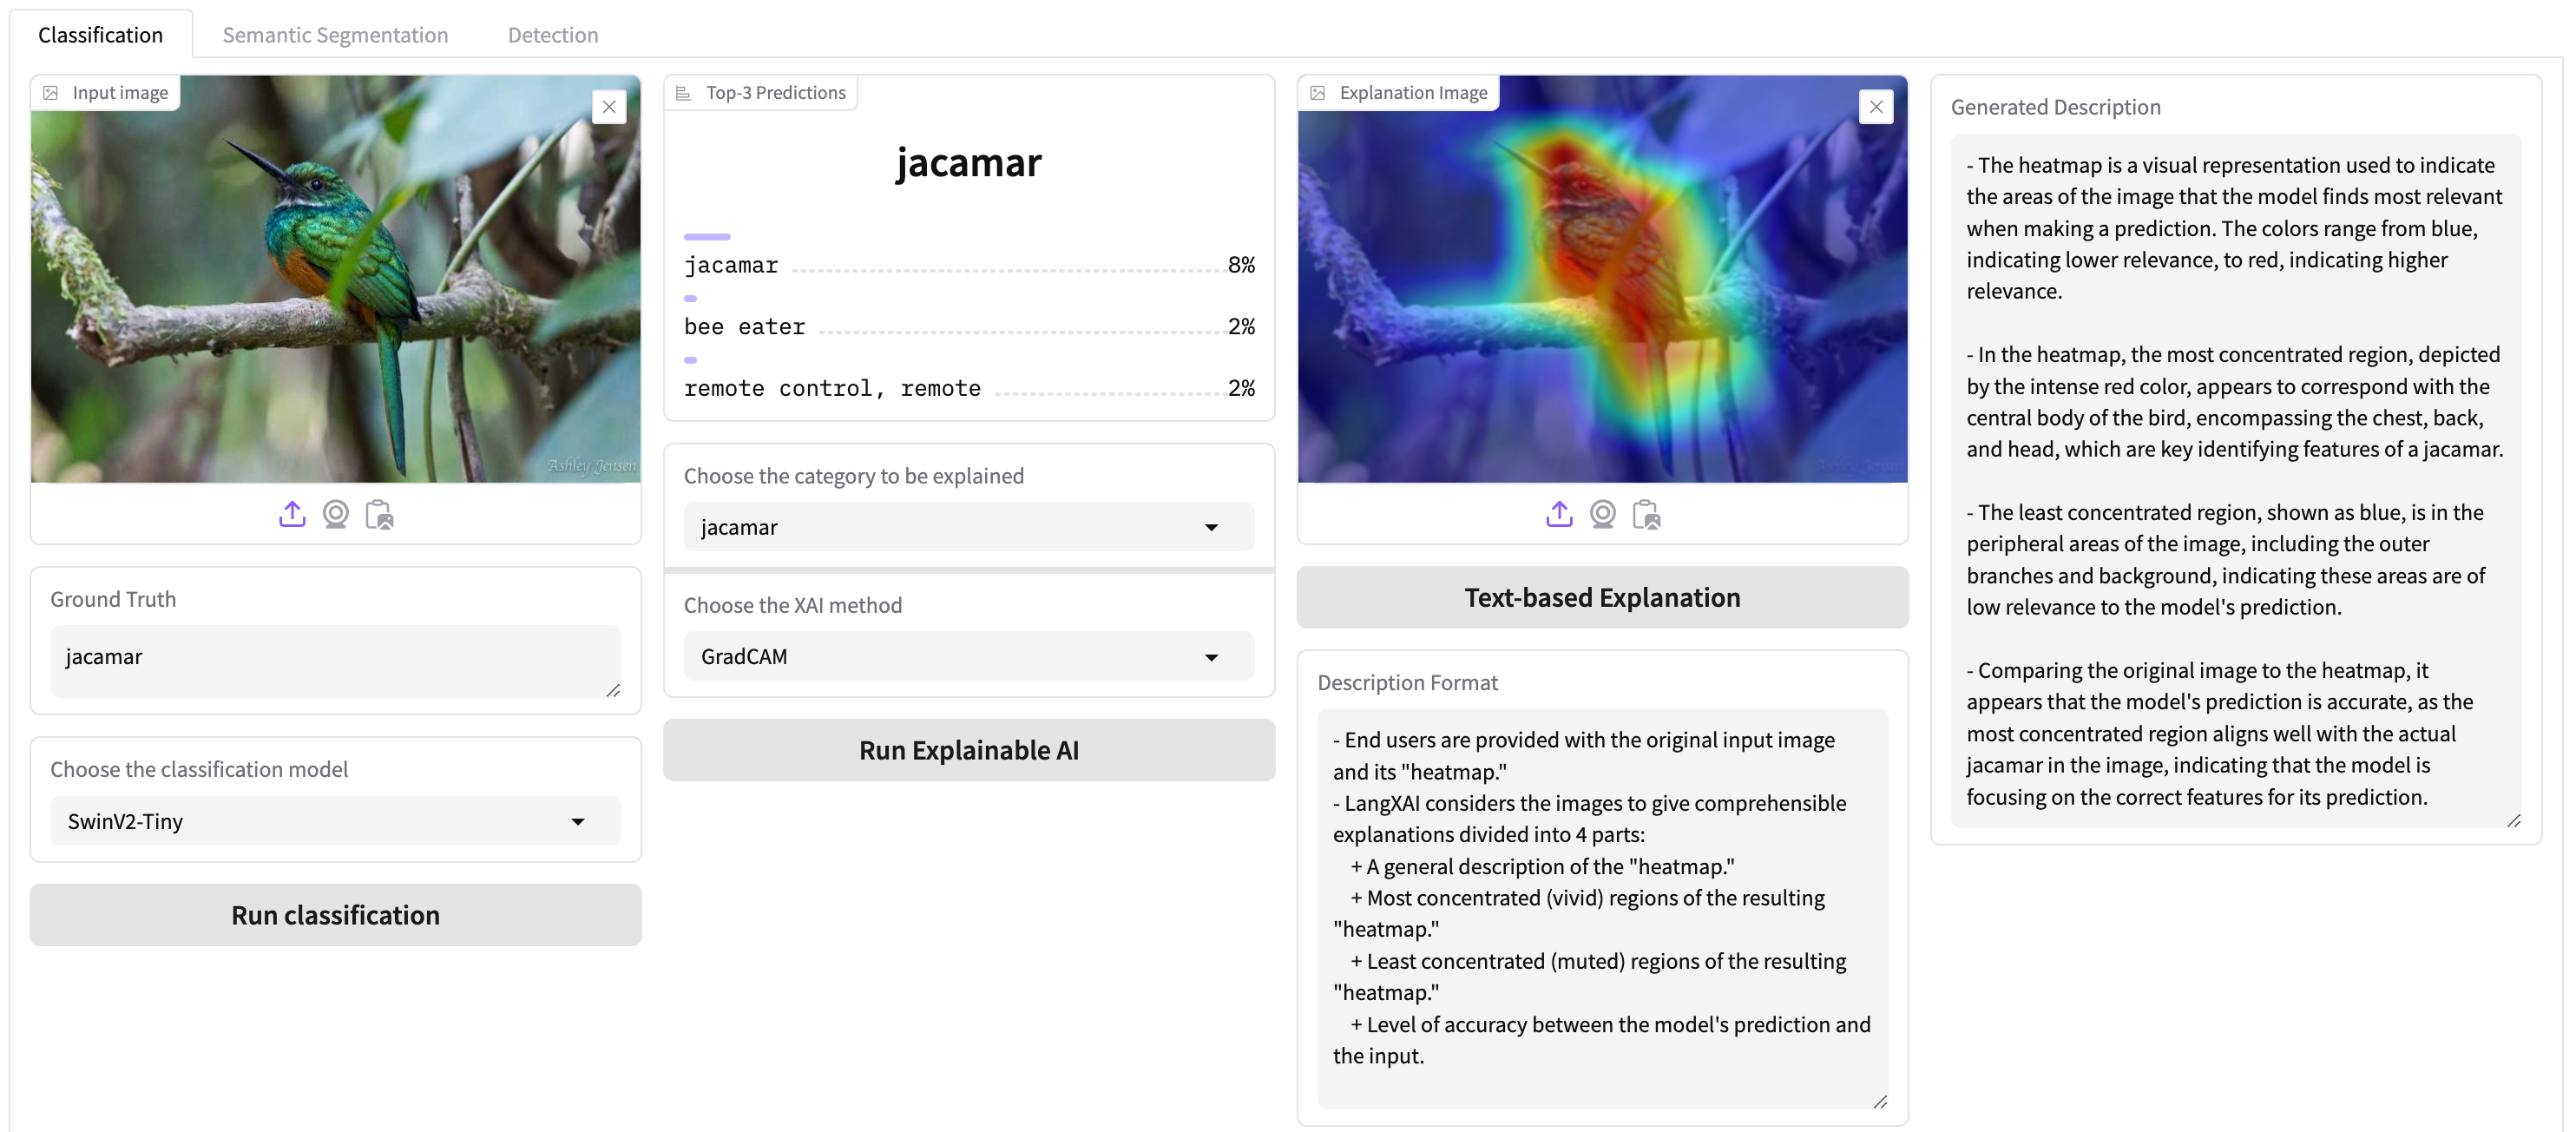 Classification
Semantic Segmentation
Detection
Input image
Ashley Jensen
Ground Truth
jacamar
Choose the classification model
SwinV2-Tiny
Run classification
Top-3 Predictions
jacamar
jacamar 8%
bee eater 2%
remote control, remote 2%
Choose the category to be explained
jacamar
Choose the XAI method
GradCAM
Run Explainable AI
Explanation Image
Text-based Explanation
Description Format
- End users are provided with the original input image
and its "heatmap."
- LangXAI considers the images to give comprehensible
explanations divided into 4 parts:
+ A general description of the "heatmap."
+ Most concentrated (vivid) regions of the resulting
"heatmap."
+ Least concentrated (muted) regions of the resulting
"heatmap."
+ Level of accuracy between the model's prediction and
the input.
Generated Description
- The heatmap is a visual representation used to indicate
the areas of the image that the model finds most relevant
when making a prediction. The colors range from blue,
indicating lower relevance, to red, indicating higher
relevance.
- In the heatmap, the most concentrated region, depicted
by the intense red color, appears to correspond with the
central body of the bird, encompassing the chest, back,
and head, which are key identifying features of a jacamar.
- The least concentrated region, shown as blue, is in the
peripheral areas of the image, including the outer
branches and background, indicating these areas are of
low relevance to the model's prediction.
- Comparing the original image to the heatmap, it
appears that the model's prediction is accurate, as the
most concentrated region aligns well with the actual
jacamar in the image, indicating that the model is
focusing on the correct features for its prediction.